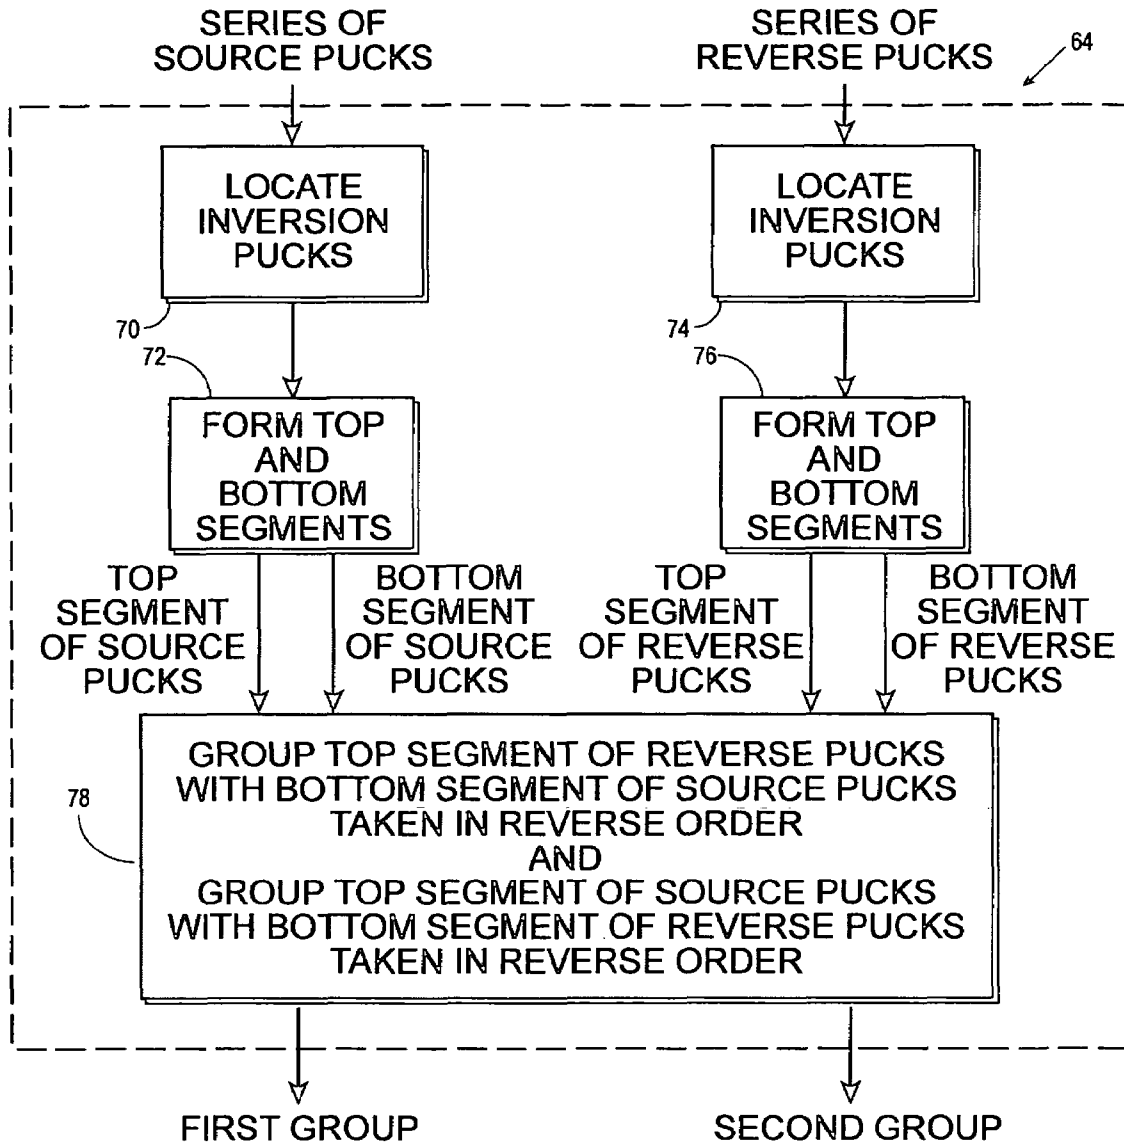 SERIES OF
SOURCE PUCKS
SERIES OF
REVERSE PUCKS
64
LOCATE
INVERSION
PUCKS
70
LOCATE
INVERSION
PUCKS
74
72
FORM TOP
AND
BOTTOM
SEGMENTS
76
FORM TOP
AND
BOTTOM
SEGMENTS
TOP
SEGMENT
OF SOURCE
PUCKS
BOTTOM
SEGMENT
OF SOURCE
PUCKS
TOP
SEGMENT
OF REVERSE
PUCKS
BOTTOM
SEGMENT
OF REVERSE
PUCKS
78
GROUP TOP SEGMENT OF REVERSE PUCKS
WITH BOTTOM SEGMENT OF SOURCE PUCKS
TAKEN IN REVERSE ORDER
AND
GROUP TOP SEGMENT OF SOURCE PUCKS
WITH BOTTOM SEGMENT OF REVERSE PUCKS
TAKEN IN REVERSE ORDER
FIRST GROUP
SECOND GROUP